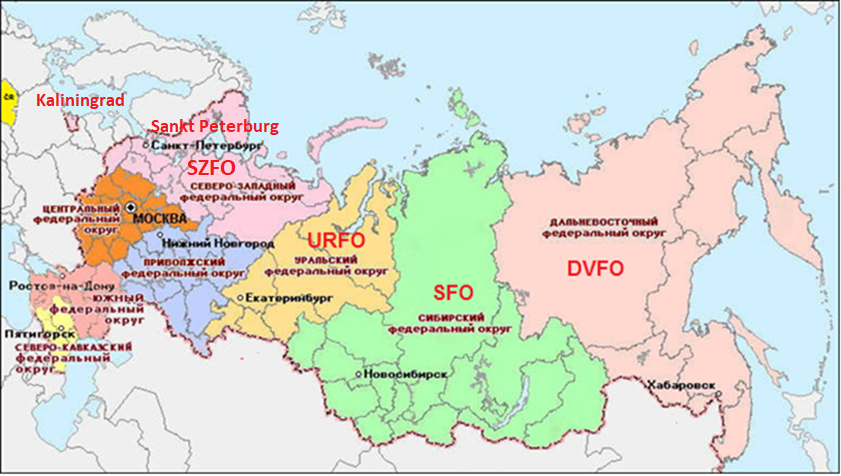 Kaliningrad
Sankt Peterburg
Санкт-Петербург
SZFO
СЕВЕРО-ЗАПАДНЫЙ
федеральный округ
ЦЕНТРАЛЬНЫЙ
федеральный
округ
МОСКВА
Нижний Новгород
ПРИВОЛЖСКИЙ
федеральный округ
URFO
УРАЛЬСКИЙ
федеральный округ
Екатеринбург
Ростов-на-Дону
ЮЖНЫЙ
федеральный
округ
Пятигорск
СЕВЕРО-КАВКАЗСКИЙ
федеральный
округ
SFO
СИБИРСКИЙ
федеральный округ
Новосибирск
ДАЛЬНЕВОСТОЧНЫЙ
федеральный округ
DVFO
Хабаровск